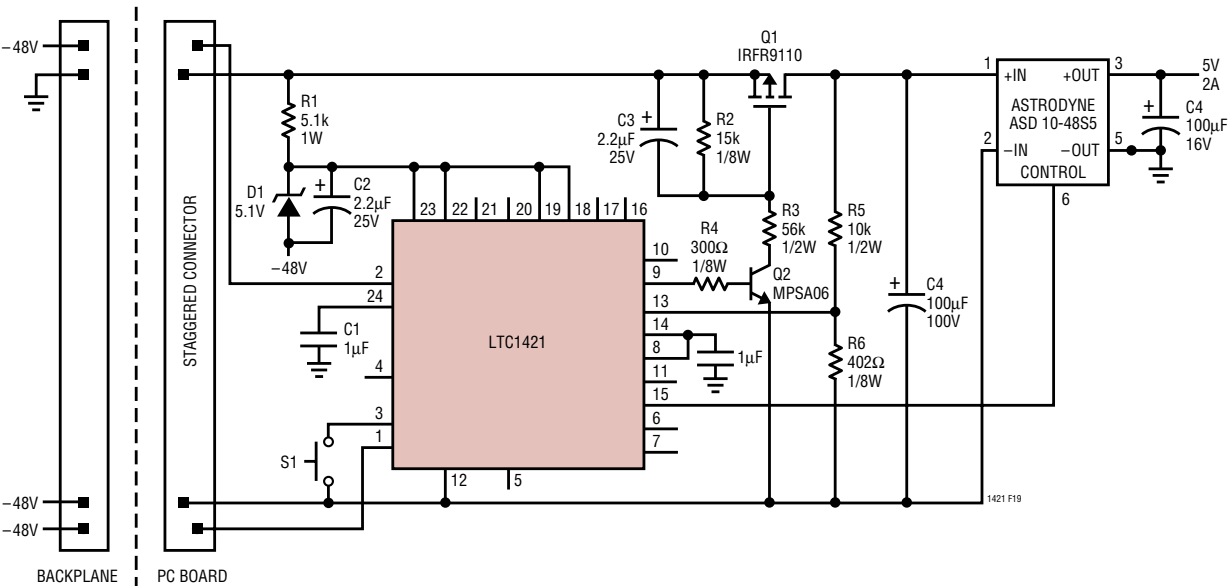 −48V
−48V
−48V
BACKPLANE
PC BOARD
STAGGERED CONNECTOR
R1
5.1k
1W
D1
5.1V
+
C2
2.2µF
25V
−48V
C1
1µF
S1
23
22
21
20
19
18
17
16
2
24
4
3
1
12
5
LTC1421
10
9
13
14
8
11
15
6
7
C3
+
2.2µF
25V
R2
15k
1/8W
Q1
IRFR9110
R3
56k
1/2W
R4
300Ω
1/8W
Q2
MPSA06
1µF
R5
10k
1/2W
R6
402Ω
1/8W
+
C4
100µF
100V
1
2
+IN
+OUT
ASTRODYNE
ASD 10-48S5
−IN
−OUT
CONTROL
3
5
6
5V
2A
+
C4
100µF
16V
1421 F19